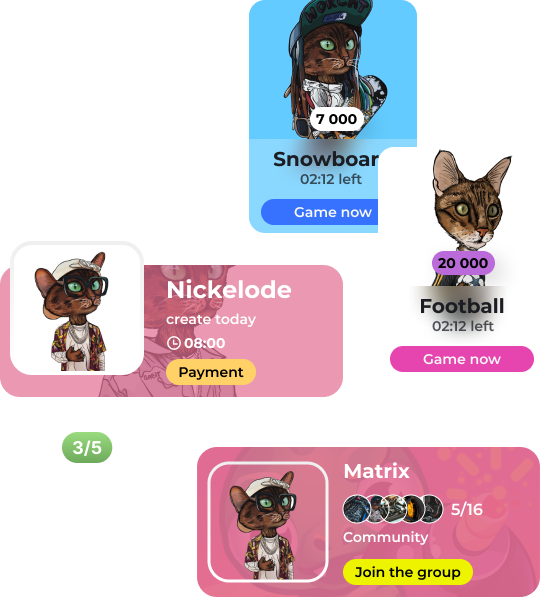 7 000
Snowboar
02:12 left
Game now
20 000
Football
02:12 left
Game now
Nickelode
create today
08:00
Payment
3/5
Matrix
5/16
Community
Join the group